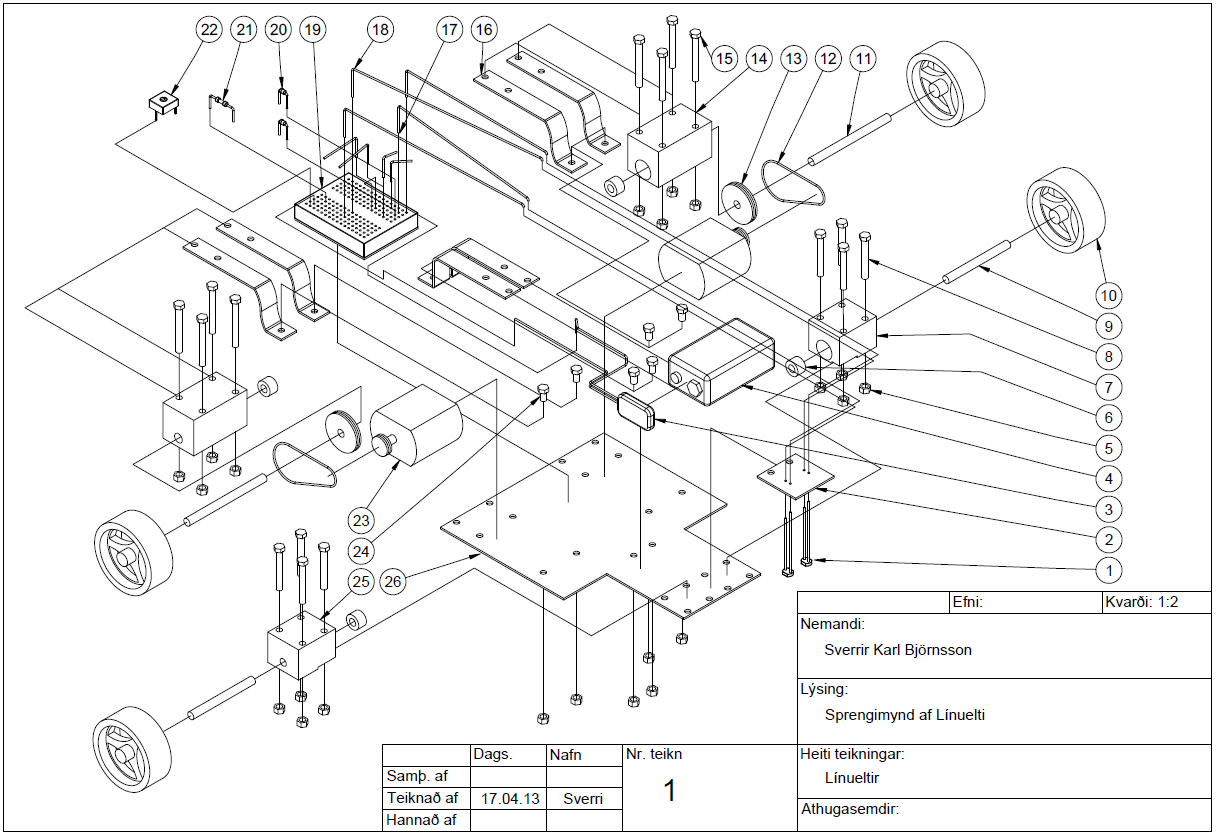 22 21 20 19 18 17 16 15 14 13 12 11
10
9
8
7
6
5
4
3
2
1
23
24
25 26
Efni: Kvarði: 1:2
Nemandi:
Sverrir Karl Björnsson
Lýsing:
Sprengimynd af Línuelti
Heiti teikningar:
Línueltir
Athugasemdir:
Dags. Nafn Nr. teikn
Samþ. af
Teiknað af 17.04.13 Sverri
1
Hannað af